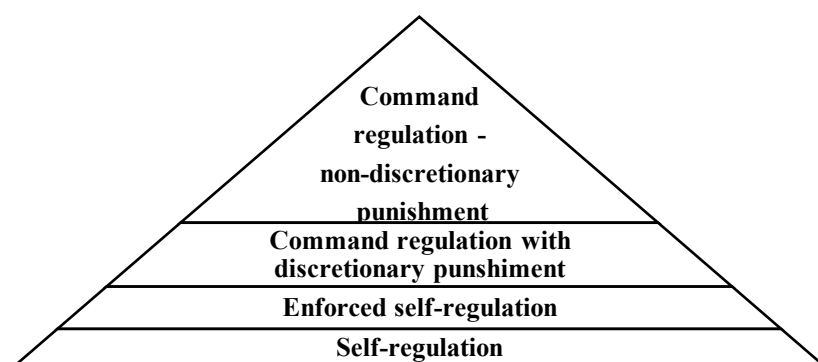 Command
regulation -
non-discretionary
punishment
Command regulation with
discretionary punshiment
Enforced self-regulation
Self-regulation